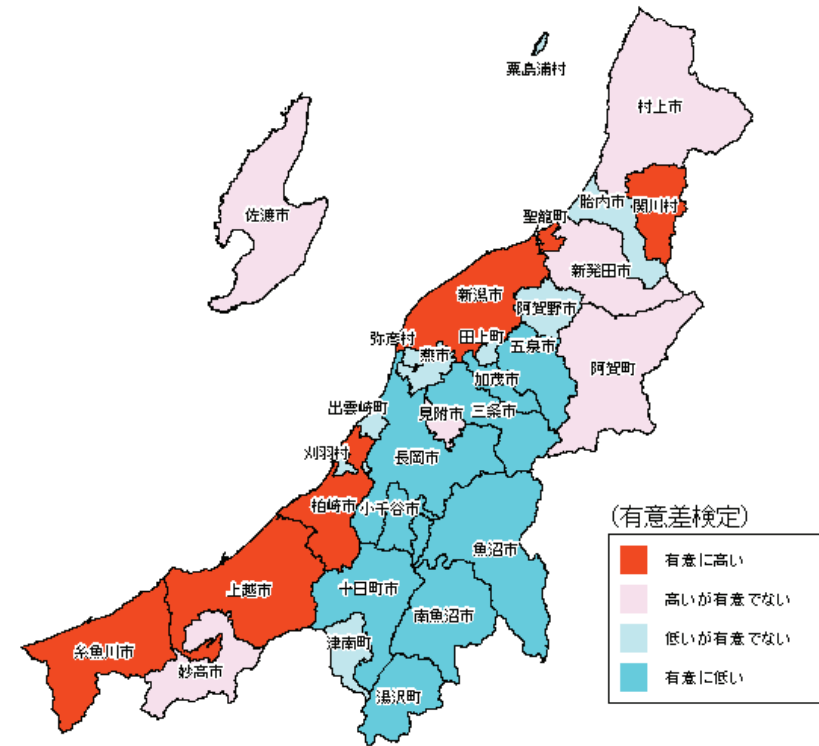 粟島浦村
村上市
佐渡市
胎内市
関川村
聖籠町
新発田市
新潟市
阿賀野市
弥彦村
田上町
燕市
五泉市
阿賀町
加茂市
出雲崎町
見附市
三条市
刈羽村
長岡市
柏崎市
小千谷市
魚沼市
上越市
十日町市
南魚沼市
津南町
糸魚川市
妙高市
湯沢町
(有意差検定)
有意に高い
高いが有意でない
低いが有意でない
有意に低い